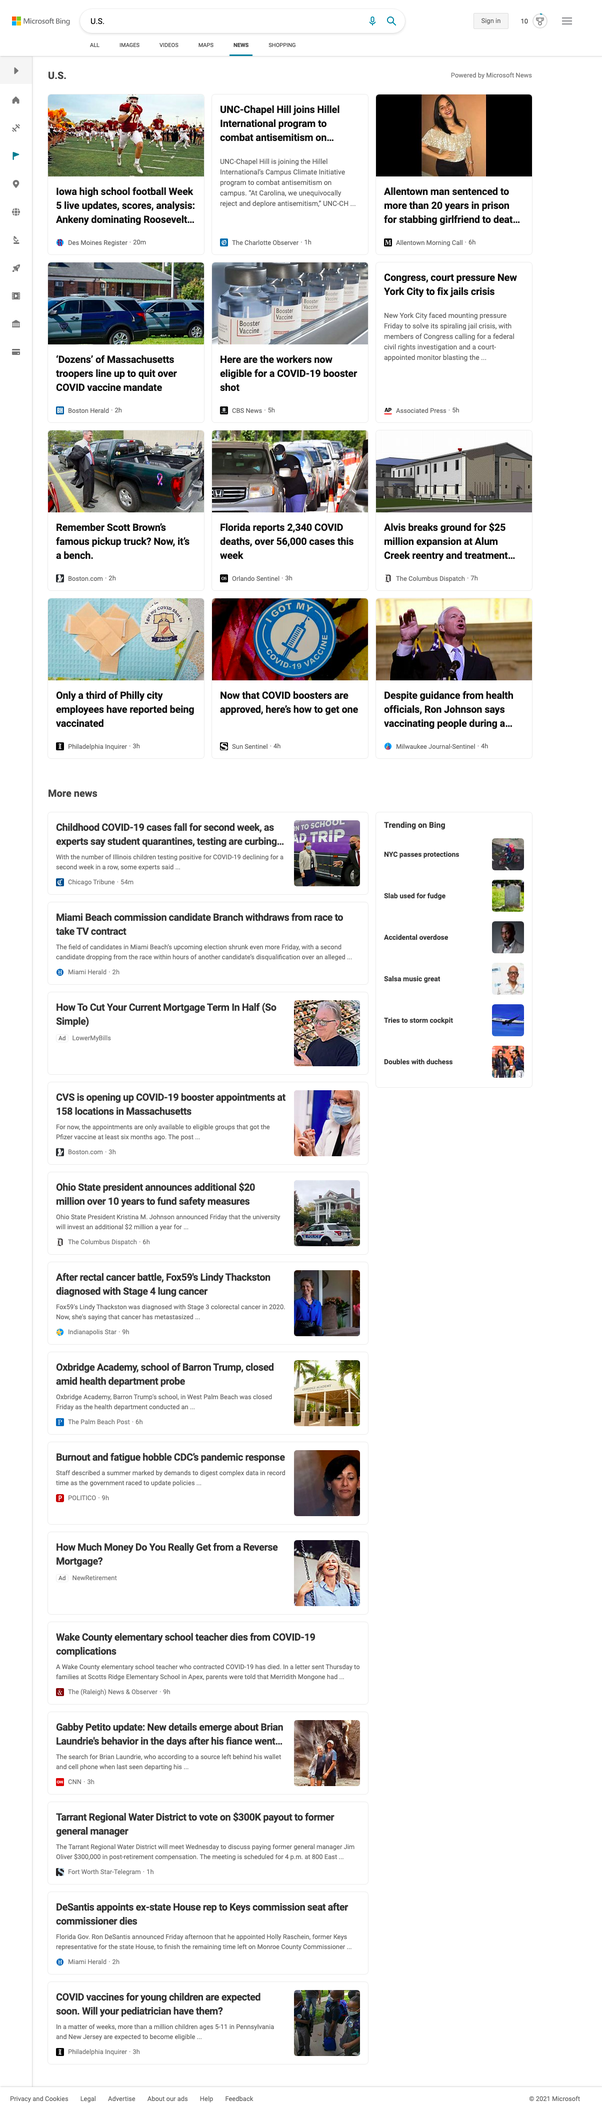 Microsoft Bing
U.S.
Sign in
10
ALL IMAGES VIDEOS MAPS NEWS SHOPPING
U.S.
Powered by Microsoft News
Iowa high school football Week
5 live updates, scores, analysis:
Ankeny dominating Roosevelt...
Des Moines Register · 20m
UNC-Chapel Hill joins Hillel
International program to
combat antisemitism on...
UNC-Chapel Hill is joining the Hillel
International's Campus Climate Initiative
program to combat antisemitism on
campus. "At Carolina, we unequivocally
reject and deplore antisemitism," UNC-CH ...
The Charlotte Observer · 1h
Allentown man sentenced to
more than 20 years in prison
for stabbing girlfriend to deat...
Allentown Morning Call · 6h
'Dozens' of Massachusetts
troopers line up to quit over
COVID vaccine mandate
Boston Herald · 2h
Booster
Vaccine
Booster
Vaccine
Here are the workers now
eligible for a COVID-19 booster
shot
CBS News · 5h
Congress, court pressure New
York City to fix jails crisis
New York City faced mounting pressure
Friday to solve its spiraling jail crisis, with
members of Congress calling for a federal
civil rights investigation and a court-
appointed monitor blasting the ...
AP Associated Press · 5h
Remember Scott Brown's
famous pickup truck? Now, it's
a bench.
Boston.com · 2h
Florida reports 2,340 COVID
deaths, over 56,000 cases this
week
Orlando Sentinel · 3h
Alvis breaks ground for $25
million expansion at Alum
Creek reentry and treatment...
The Columbus Dispatch · 7h
Only a third of Philly city
employees have reported being
vaccinated
Philadelphia Inquirer · 3h
I GOT MY
COVID-19 VACCINE
Now that COVID boosters are
approved, here's how to get one
Sun Sentinel · 4h
Despite guidance from health
officials, Ron Johnson says
vaccinating people during a...
Milwaukee Journal-Sentinel · 4h
More news
Childhood COVID-19 cases fall for second week, as
experts say student quarantines, testing are curbing...
With the number of Illinois children testing positive for COVID-19 declining for a
second week in a row, some experts said ...
Chicago Tribune · 54m
TO SCHOOL
AD TRIP
Miami Beach commission candidate Branch withdraws from race to
take TV contract
The field of candidates in Miami Beach's upcoming election shrunk even more Friday, with a second
candidate dropping from the race within hours of another candidate's disqualification over an alleged ...
Miami Herald · 2h
How To Cut Your Current Mortgage Term In Half (So
Simple)
Ad LowerMyBills
CVS is opening up COVID-19 booster appointments at
158 locations in Massachusetts
For now, the appointments are only available to eligible groups that got the
Pfizer vaccine at least six months ago. The post ...
Boston.com · 3h
Ohio State president announces additional $20
million over 10 years to fund safety measures
Ohio State President Kristina M. Johnson announced Friday that the university
will invest an additional $2 million a year for ...
The Columbus Dispatch · 6h
After rectal cancer battle, Fox59's Lindy Thackston
diagnosed with Stage 4 lung cancer
Fox59's Lindy Thackston was diagnosed with Stage 3 colorectal cancer in 2020.
Now, she's saying that cancer has metastasized ...
Indianapolis Star · 9h
Oxbridge Academy, school of Barron Trump, closed
amid health department probe
Oxbridge Academy, Barron Trump's school, in West Palm Beach was closed
Friday as the health department conducted an ...
The Palm Beach Post · 6h
Burnout and fatigue hobble CDC's pandemic response
Staff described a summer marked by demands to digest complex data in record
time as the government raced to update policies ...
POLITICO · 9h
How Much Money Do You Really Get from a Reverse
Mortgage?
Ad NewRetirement
Wake County elementary school teacher dies from COVID-19
complications
A Wake County elementary school teacher who contracted COVID-19 has died. In a letter sent Thursday to
families at Scotts Ridge Elementary School in Apex, parents were told that Merridith Mongone had ...
The (Raleigh) News & Observer · 9h
Gabby Petito update: New details emerge about Brian
Laundrie's behavior in the days after his fiance went...
The search for Brian Laundrie, who according to a source left behind his wallet
and cell phone when last seen departing his ...
CNN · 3h
Tarrant Regional Water District to vote on $300K payout to former
general manager
The Tarrant Regional Water District will meet Wednesday to discuss paying former general manager Jim
Oliver $300,000 in post-retirement compensation. The meeting is scheduled for 4 p.m. at 800 East ...
Fort Worth Star-Telegram · 1h
DeSantis appoints ex-state House rep to Keys commission seat after
commissioner dies
Florida Gov. Ron DeSantis announced Friday afternoon that he appointed Holly Raschein, former Keys
representative for the state House, to finish the remaining time left on Monroe County Commissioner ...
Miami Herald · 2h
COVID vaccines for young children are expected
soon. Will your pediatrician have them?
In a matter of weeks, more than a million children ages 5-11 in Pennsylvania
and New Jersey are expected to become eligible ...
Philadelphia Inquirer · 3h
Trending on Bing
NYC passes protections
Slab used for fudge
Accidental overdose
Salsa music great
Tries to storm cockpit
Doubles with duchess
Privacy and Cookies Legal Advertise About our ads Help Feedback
© 2021 Microsoft